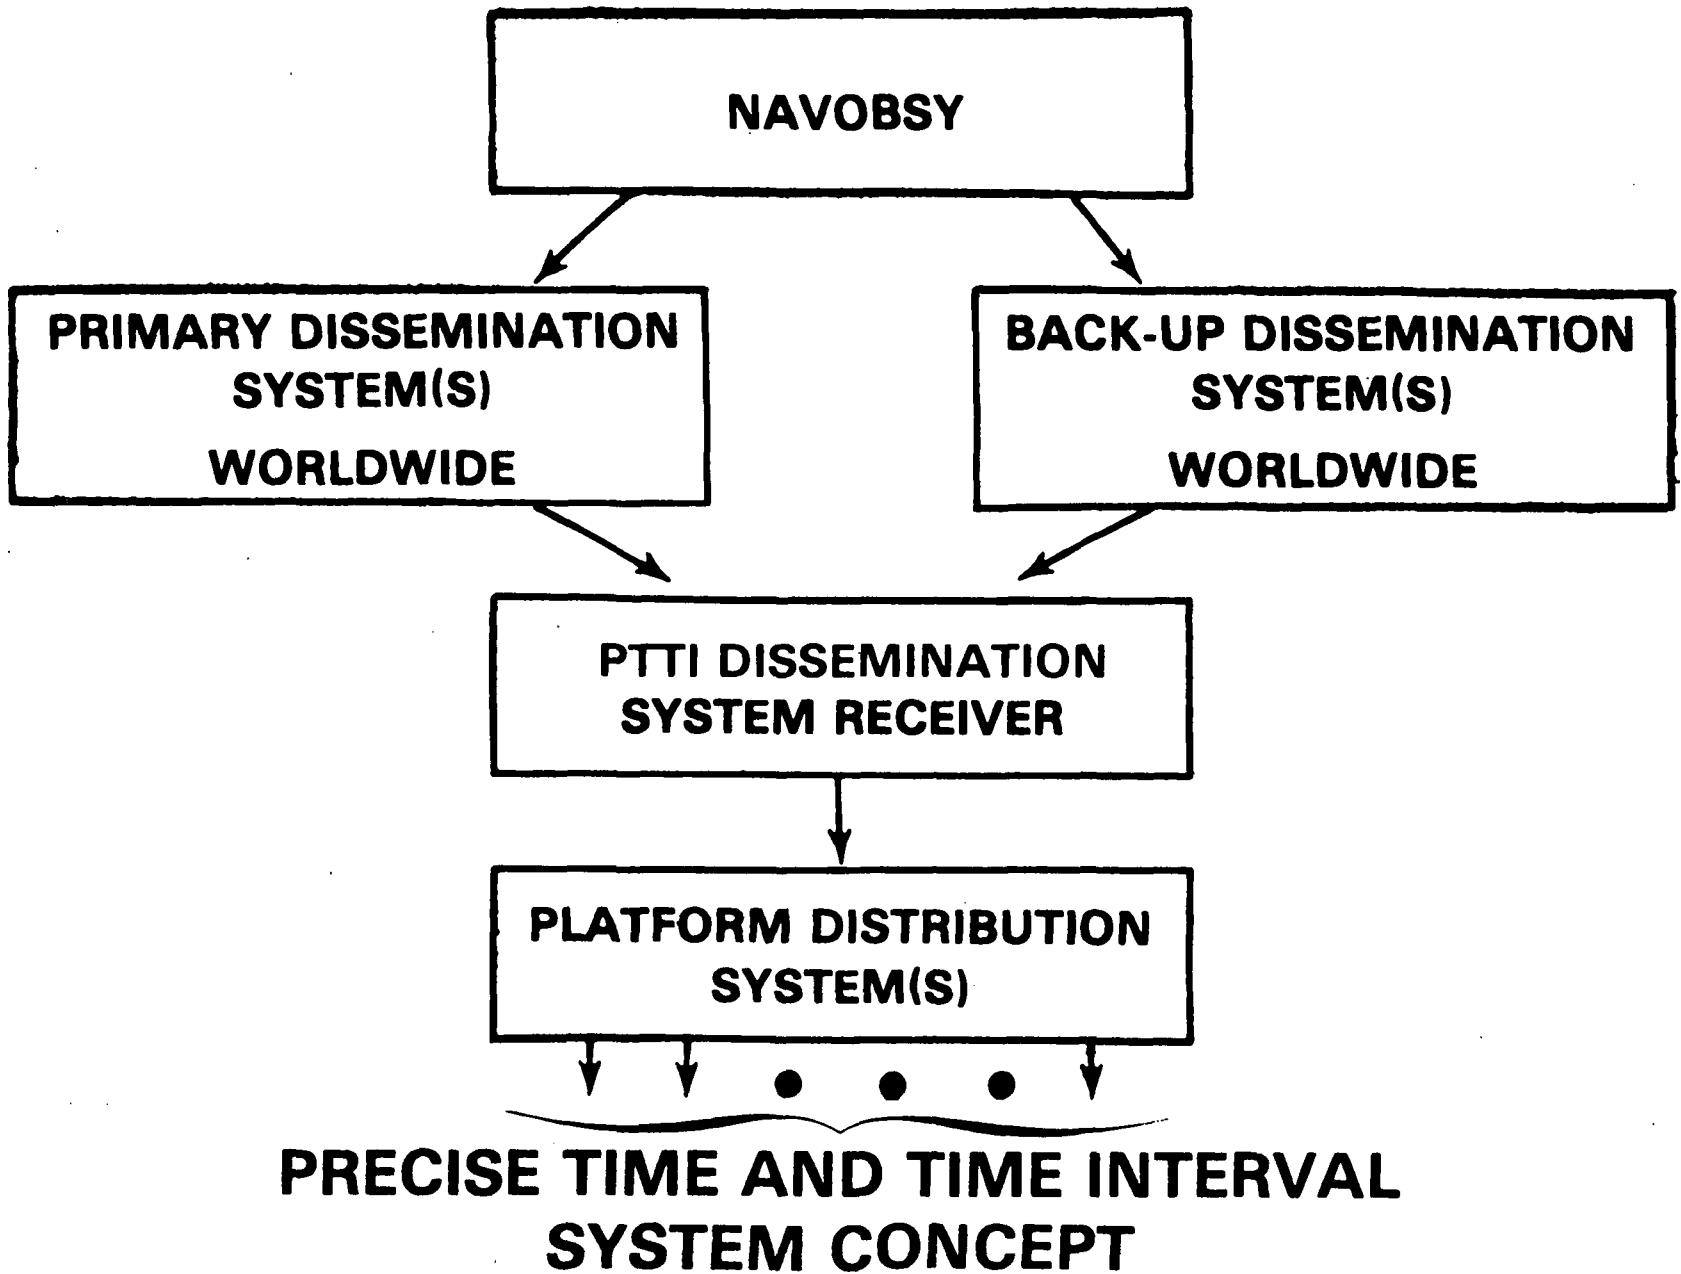 NAVOBSY
PRIMARY DISSEMINATION
SYSTEM(S)
WORLDWIDE
BACK-UP DISSEMINATION
SYSTEM(S)
WORLDWIDE
PTTI DISSEMINATION
SYSTEM RECEIVER
PLATFORM DISTRIBUTION
SYSTEM(S)
PRECISE TIME AND TIME INTERVAL
SYSTEM CONCEPT